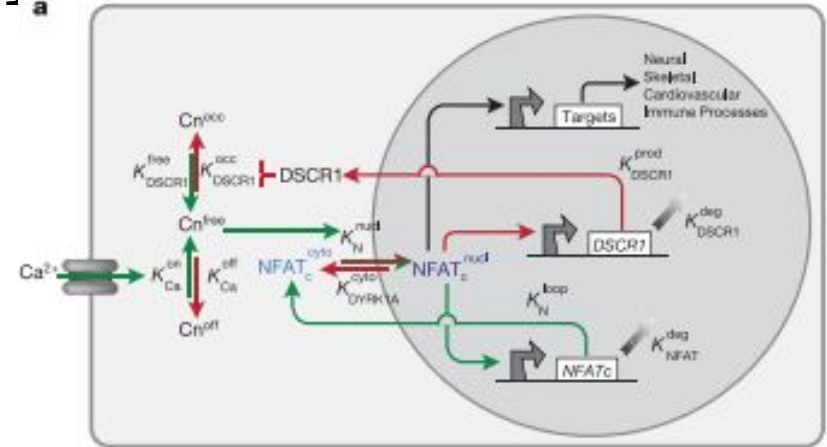 a
Neural
Skeletal
Cardiovascular
Immune Processes
Targets
Cn^occ
K^free_DSCR1
K^occ_DSCR1
DSCR1
K^prod_DSCR1
Cn^free
K^nucl_N
DSCR1
K^deg_DSCR1
Ca2+
K^on_Ca
K^off_Ca
NFAT^cyto_c
K^cyto_DYRK1A
NFAT^nucl_c
K^loop_N
Cn^off
NFATc
K^deg_NFAT